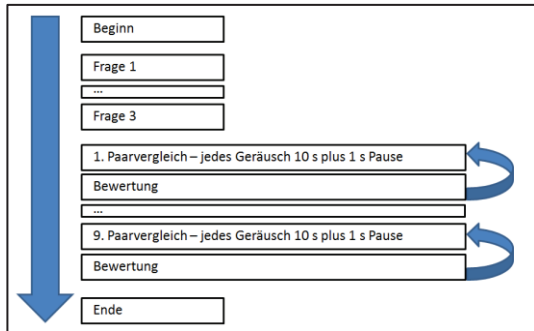 Beginn
Frage 1
...
Frage 3
1. Paarvergleich – jedes Geräusch 10 s plus 1 s Pause
Bewertung
...
9. Paarvergleich – jedes Geräusch 10 s plus 1 s Pause
Bewertung
Ende